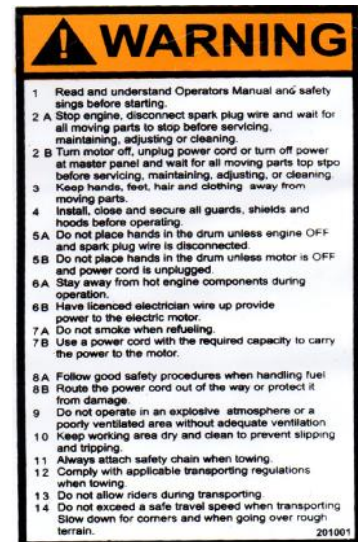 WARNING
1 Read and understand Operators Manual and safety
sings before starting.
2 A Stop engine, disconnect spark plug wire and wait for
all moving parts to stop before servicing,
maintaining, adjusting or cleaning.
2 B Turn motor off, unplug power cord or turn off power
at master panel and wait for all moving parts top stpo
before servicing, maintaining, adjusting, or cleaning.
3 Keep hands, feet, hair and clothing away from
moving parts.
4 Install, close and secure all guards, shields and
hoods before operating.
5A Do not place hands in the drum unless engine OFF
and spark plug wire is disconnected.
5B Do not place hands in the drum unless motor is OFF
and power cord is unplugged.
6A Stay away from hot engine components during
operation.
6B Have licenced electrician wire up provide
power to the electric motor.
7A Do not smoke when refueling.
7B Use a power cord with the required capacity to carry
the power to the motor.
8A Follow good safety procedures when handling fuel
8B Route the power cord out of the way or protect it
from damage.
9 Do not operate in an explosive atmosphere or a
poorly ventilated area without adequate ventilation
10 Keep working area dry and clean to prevent slipping
and tripping.
11 Always attach safety chain when towing.
12 Comply with applicable transporting regulations
when towing.
13 Do not allow riders during transporting.
14 Do not exceed a safe travel speed when transporting
Slow down for corners and when going over rough
terrain. 201001